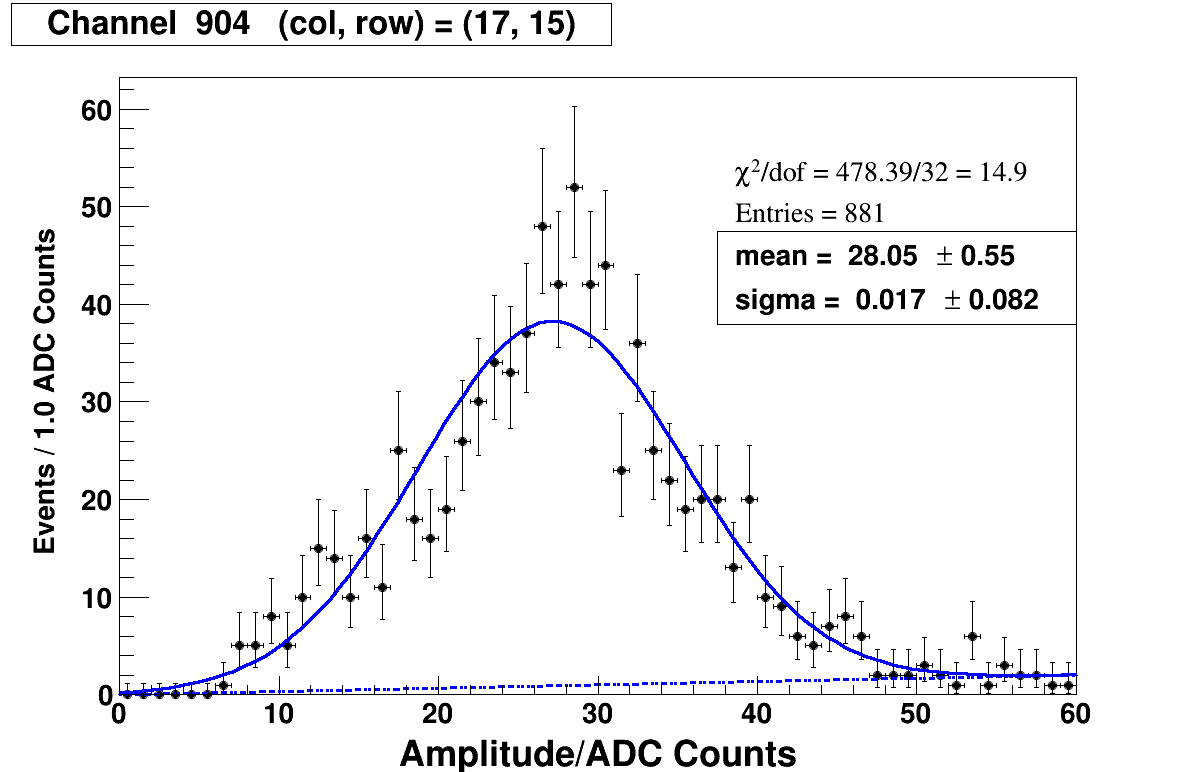 Channel 904 (col, row) = (17, 15)
60
50
40
30
20
10
0
Events / 1.0 ADC Counts
χ²/dof = 478.39/32 = 14.9
Entries = 881
mean = 28.05 ± 0.55
sigma = 0.017 ± 0.082
0 10 20 30 40 50 60
Amplitude/ADC Counts